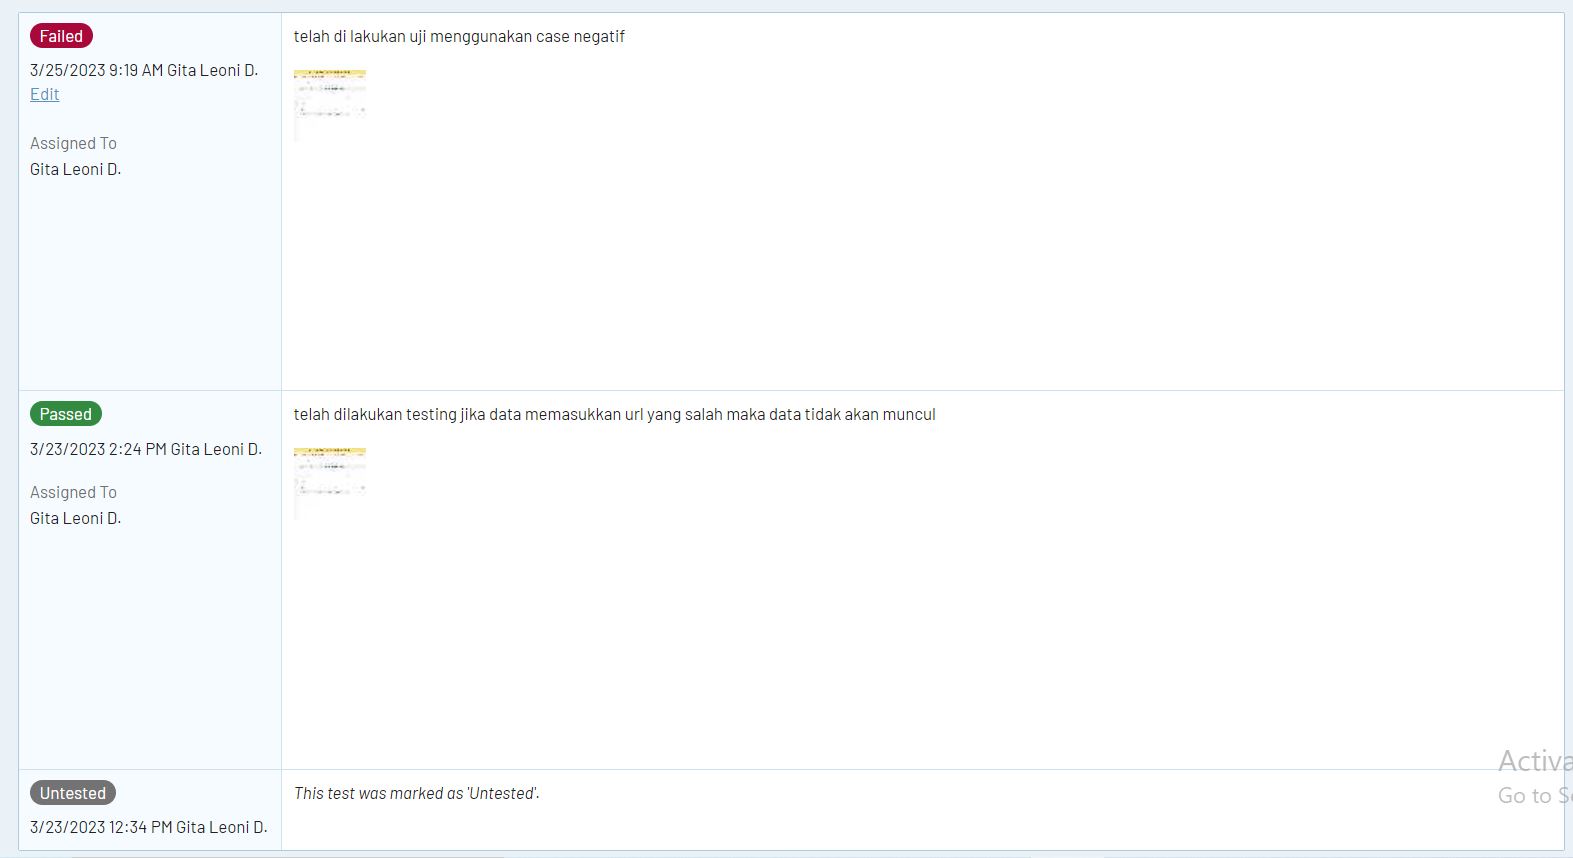 Failed
3/25/2023 9:19 AM Gita Leoni D.
Edit
Assigned To
Gita Leoni D.
telah di lakukan uji menggunakan case negatif
Passed
3/23/2023 2:24 PM Gita Leoni D.
Assigned To
Gita Leoni D.
telah dilakukan testing jika data memasukkan url yang salah maka data tidak akan muncul
Untested
3/23/2023 12:34 PM Gita Leoni D.
This test was marked as 'Untested'.
Activa
Go to Se